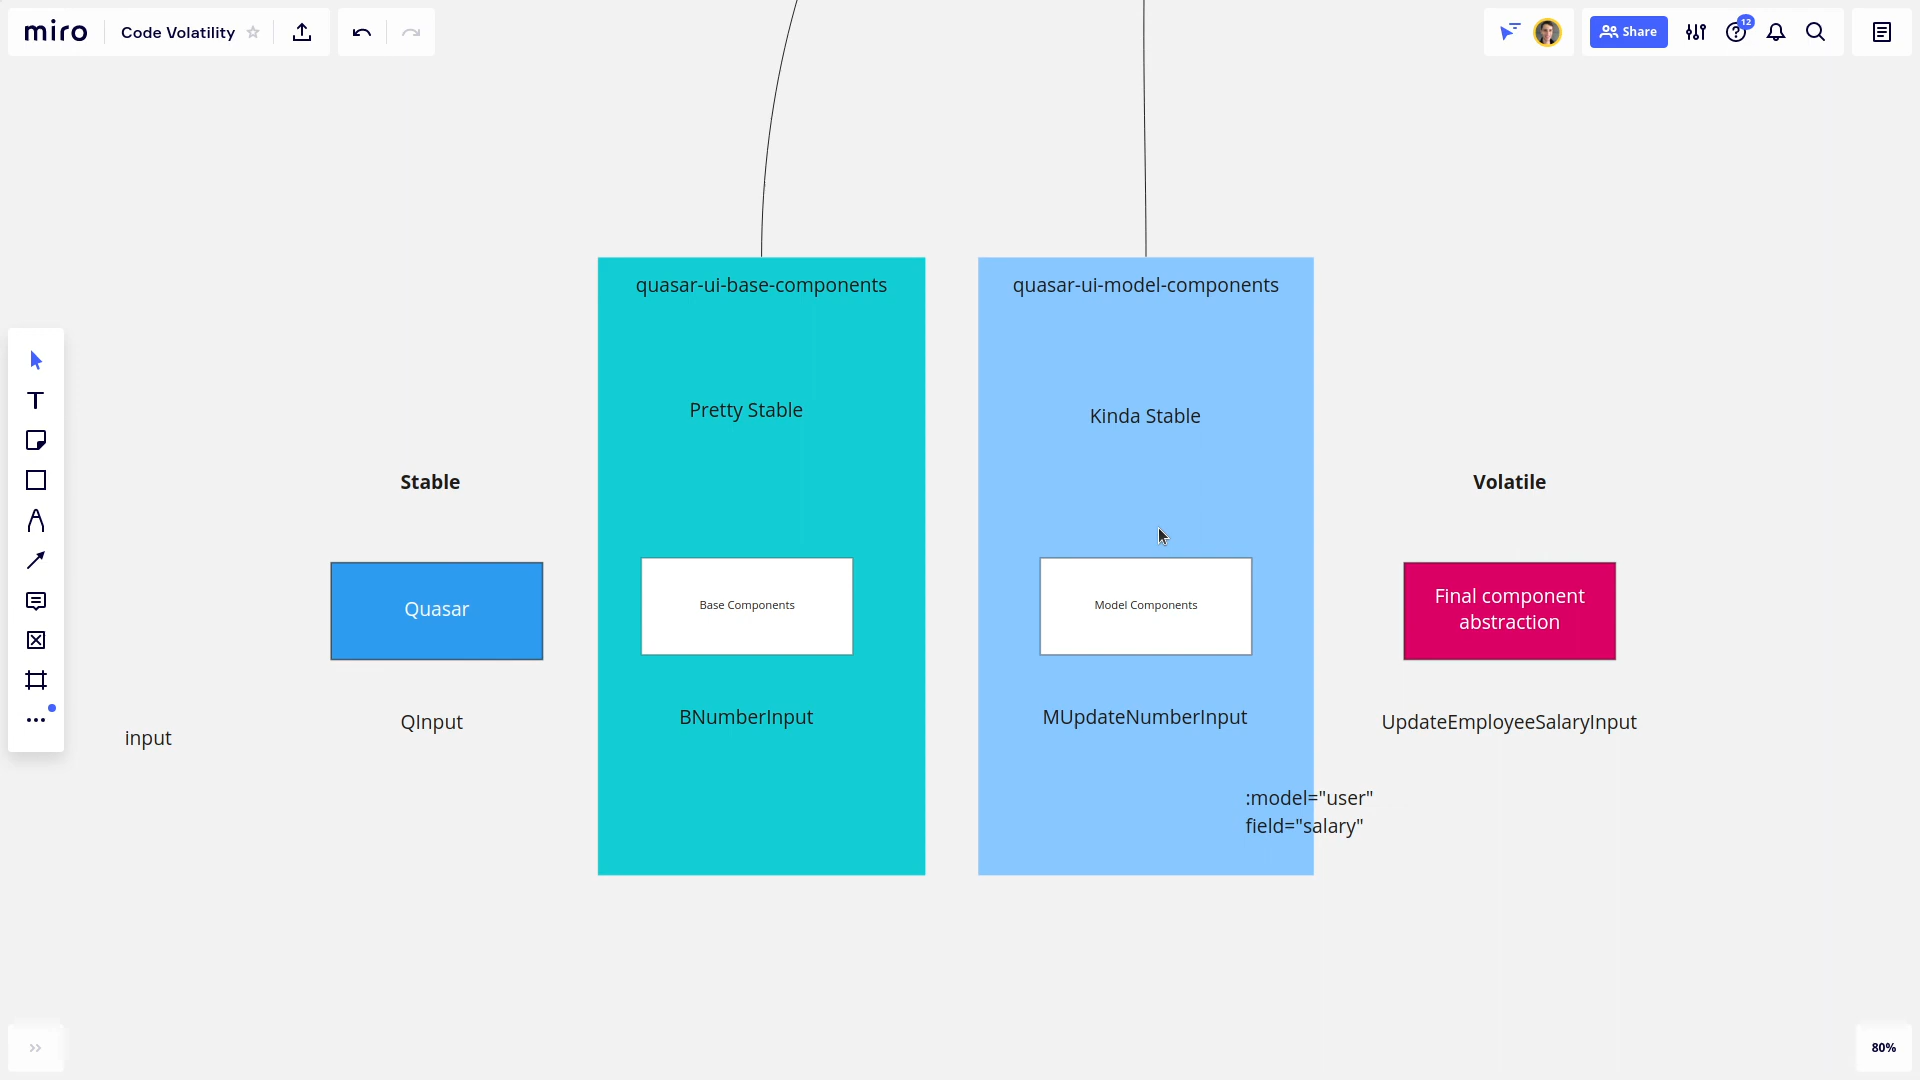 miro
Code Volatility
Share
12
quasar-ui-base-components
quasar-ui-model-components
Pretty Stable
Kinda Stable
Stable
Volatile
Quasar
Base Components
Model Components
Final component
abstraction
input
QInput
BNumberInput
MUpdateNumberInput
UpdateEmployeeSalaryInput
:model="user"
field="salary"
80%